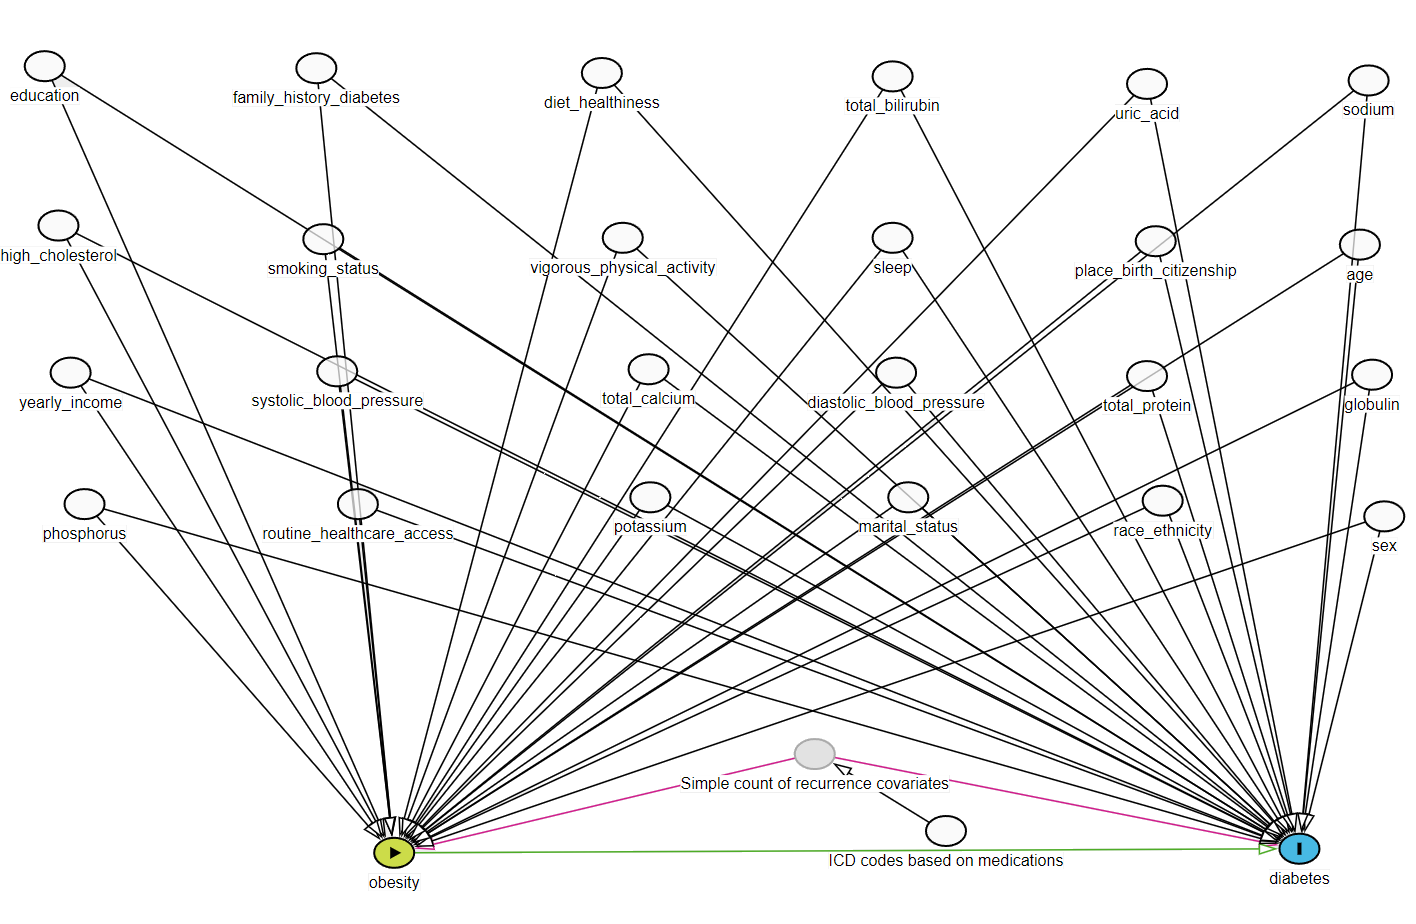 education
family_history_diabetes
diet_healthiness
total_bilirubin
uric_acid
sodium
high_cholesterol
smoking_status
vigorous_physical_activity
sleep
place_birth_citizenship
age
yearly_income
systolic_blood_pressure
total_calcium
diastolic_blood_pressure
total_protein
globulin
phosphorus
routine_healthcare_access
potassium
marital_status
race_ethnicity
sex
Simple count of recurrence covariates
ICD codes based on medications
obesity
diabetes